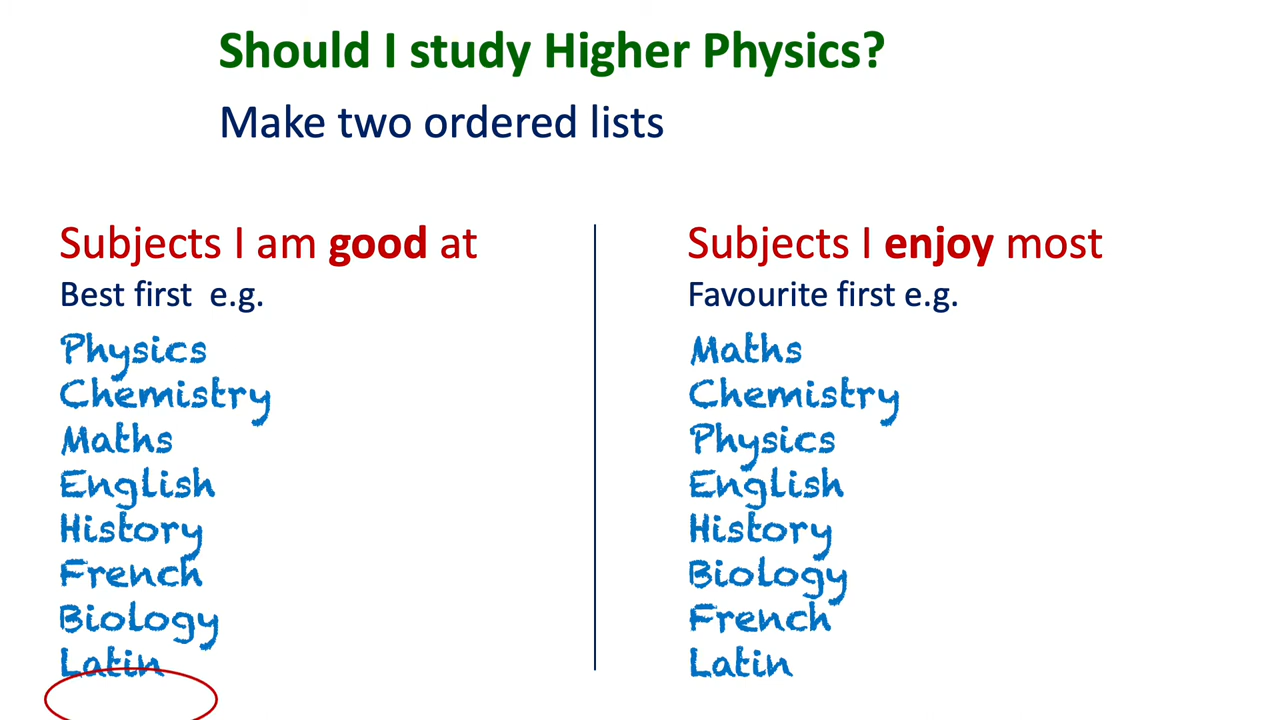 Should I study Higher Physics?
Make two ordered lists
Subjects I am good at
Best first e.g.
Physics
Chemistry
Maths
English
History
French
Biology
Latin
Subjects I enjoy most
Favourite first e.g.
Maths
Chemistry
Physics
English
History
Biology
French
Latin